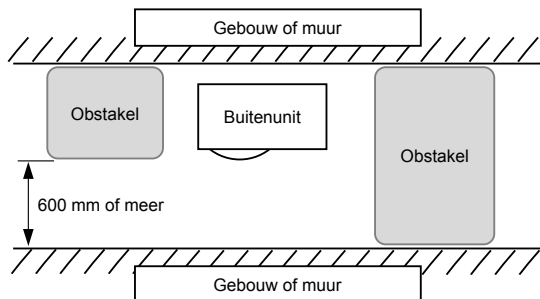 Gebouw of muur
Obstakel
Buitenunit
Obstakel
600 mm of meer
Gebouw of muur